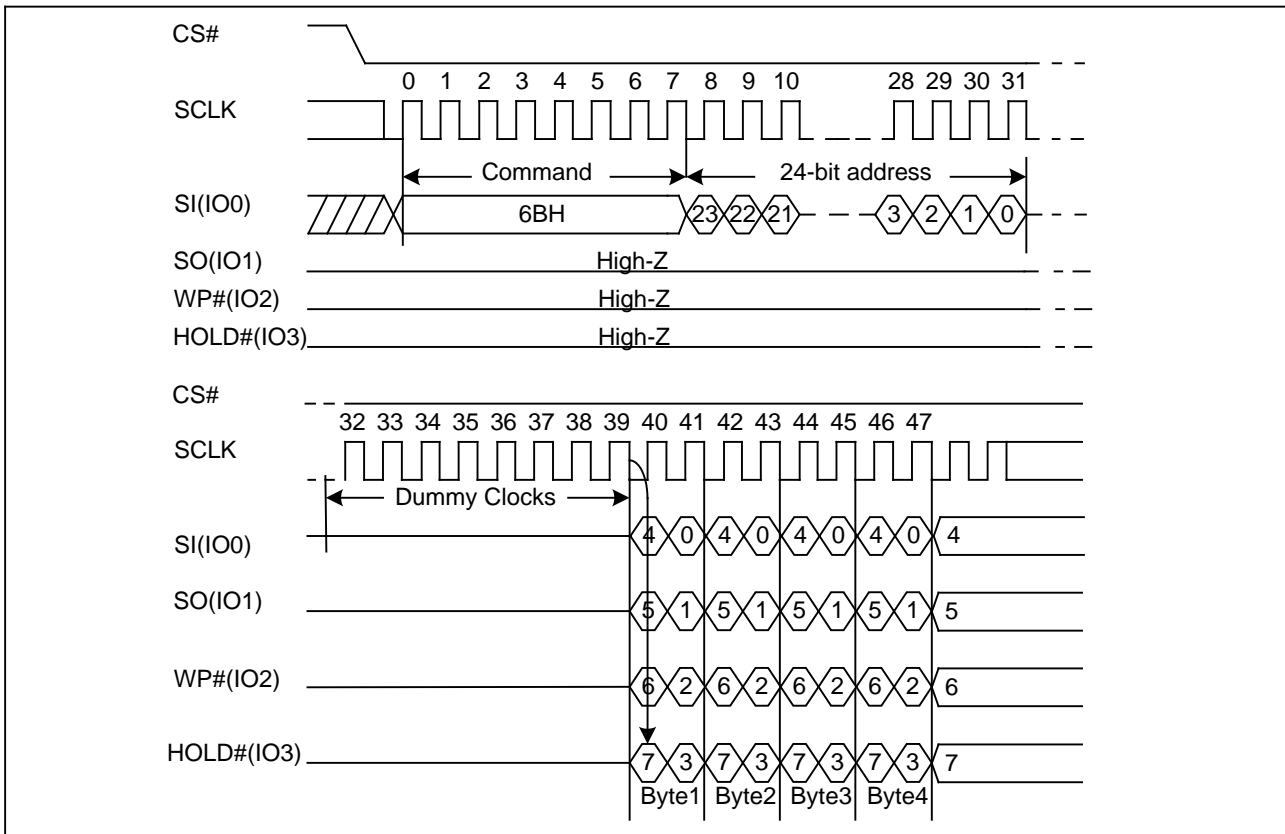 CS#
0 1 2 3 4 5 6 7 8 9 10 28 29 30 31
SCLK
Command 24-bit address
SI(IO0) 6BH 23 22 21 3 2 1 0
SO(IO1) High-Z
WP#(IO2) High-Z
HOLD#(IO3) High-Z
CS#
32 33 34 35 36 37 38 39 40 41 42 43 44 45 46 47
SCLK
Dummy Clocks
SI(IO0) 4 0 4 0 4 0 4 0 4
SO(IO1) 5 1 5 1 5 1 5 1 5
WP#(IO2) 6 2 6 2 6 2 6 2 6
HOLD#(IO3) 7 3 7 3 7 3 7 3 7
Byte1 Byte2 Byte3 Byte4